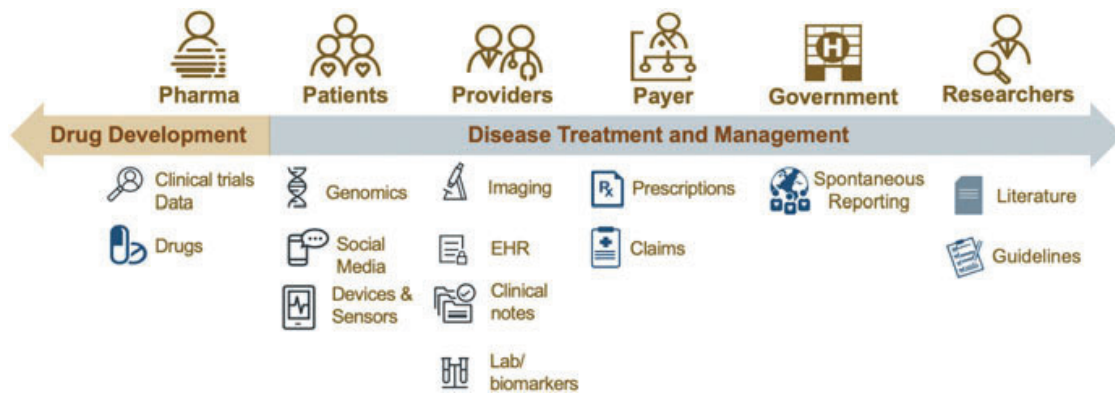 Pharma
Patients
Providers
Payer
Government
Researchers
Drug Development
Disease Treatment and Management
Clinical trials
Data
Drugs
Genomics
Social
Media
Devices &
Sensors
Imaging
EHR
Clinical
notes
Lab/
biomarkers
Rx
Prescriptions
Claims
H
Spontaneous
Reporting
Literature
Guidelines